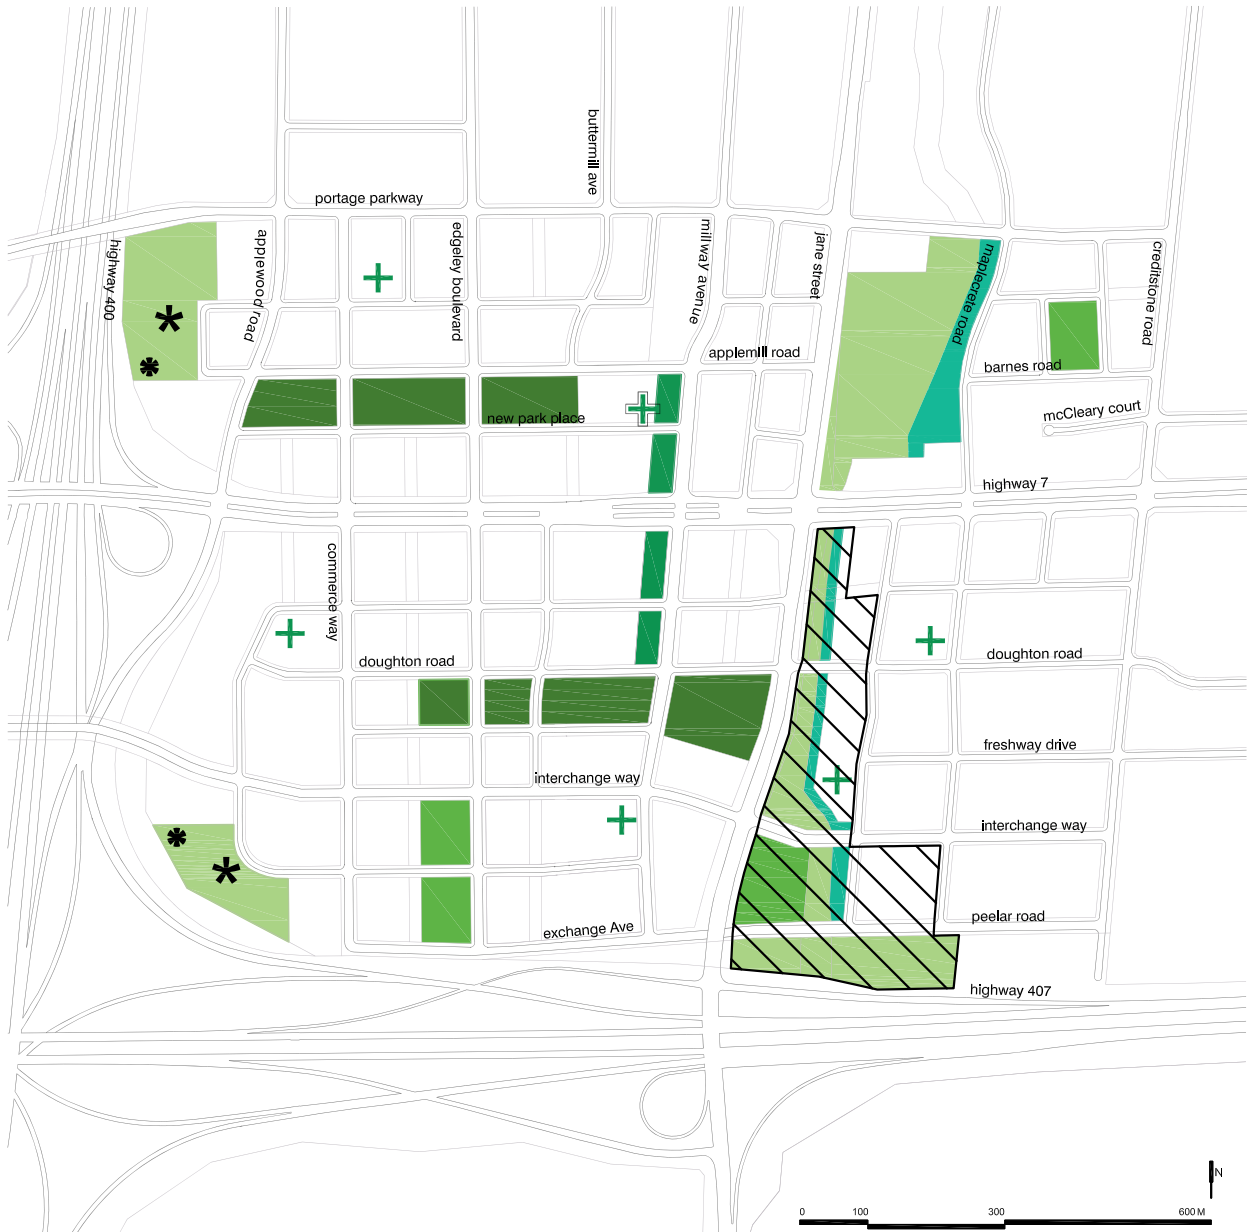 buttermill ave
portage parkway
highway 400
applewood road
edgeley boulevard
millway avenue
jane street
maplecrete road
creditstone road
applemill road
barnes road
new park place
mcCleary court
highway 7
commerce way
doughton road
doughton road
freshway drive
interchange way
interchange way
peelar road
exchange Ave
highway 407
N
0 100 300 600 M